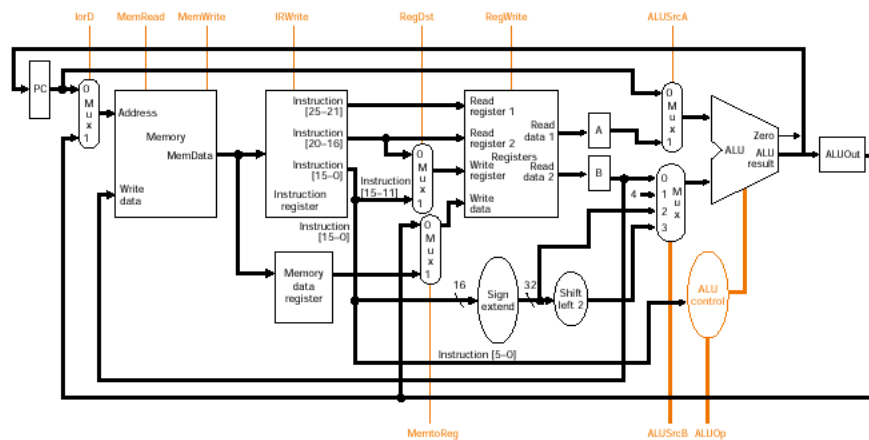 IorD
MemRead
MemWrite
IRWrite
RegDst
RegWrite
ALUSrcA
PC
0
M
u
x
1
Address
Memory
MemData
Write
data
Instruction
[25–21]
Instruction
[20–16]
Instruction
[15–0]
Instruction
register
Instruction
[15–0]
Memory
data
register
Instruction
[15–11]
0
M
u
x
1
0
M
u
x
1
Read
register 1
Read
register 2
Write
register
Write
data
Registers
Read
data 1
Read
data 2
A
B
0
M
u
x
1
4
0
1
2
3
M
u
x
Zero
ALU
ALU
result
ALUOut
16
Sign
extend
32
Shift
left 2
ALU
control
Instruction [5–0]
MemtoReg
ALUSrcB
ALUOp